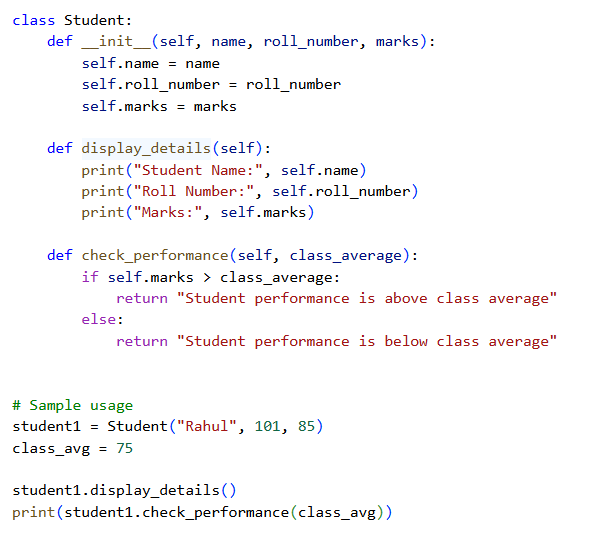 class Student:
    def __init__(self, name, roll_number, marks):
        self.name = name
        self.roll_number = roll_number
        self.marks = marks

    def display_details(self):
        print("Student Name:", self.name)
        print("Roll Number:", self.roll_number)
        print("Marks:", self.marks)

    def check_performance(self, class_average):
        if self.marks > class_average:
            return "Student performance is above class average"
        else:
            return "Student performance is below class average"


# Sample usage
student1 = Student("Rahul", 101, 85)
class_avg = 75

student1.display_details()
print(student1.check_performance(class_avg))